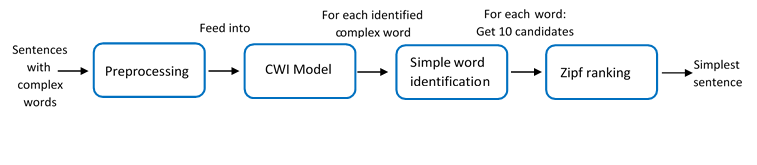 Sentences
with
complex
words
Preprocessing
Feed into
CWI Model
For each identified
complex word
Simple word
identification
For each word:
Get 10 candidates
Zipf ranking
Simplest
sentence